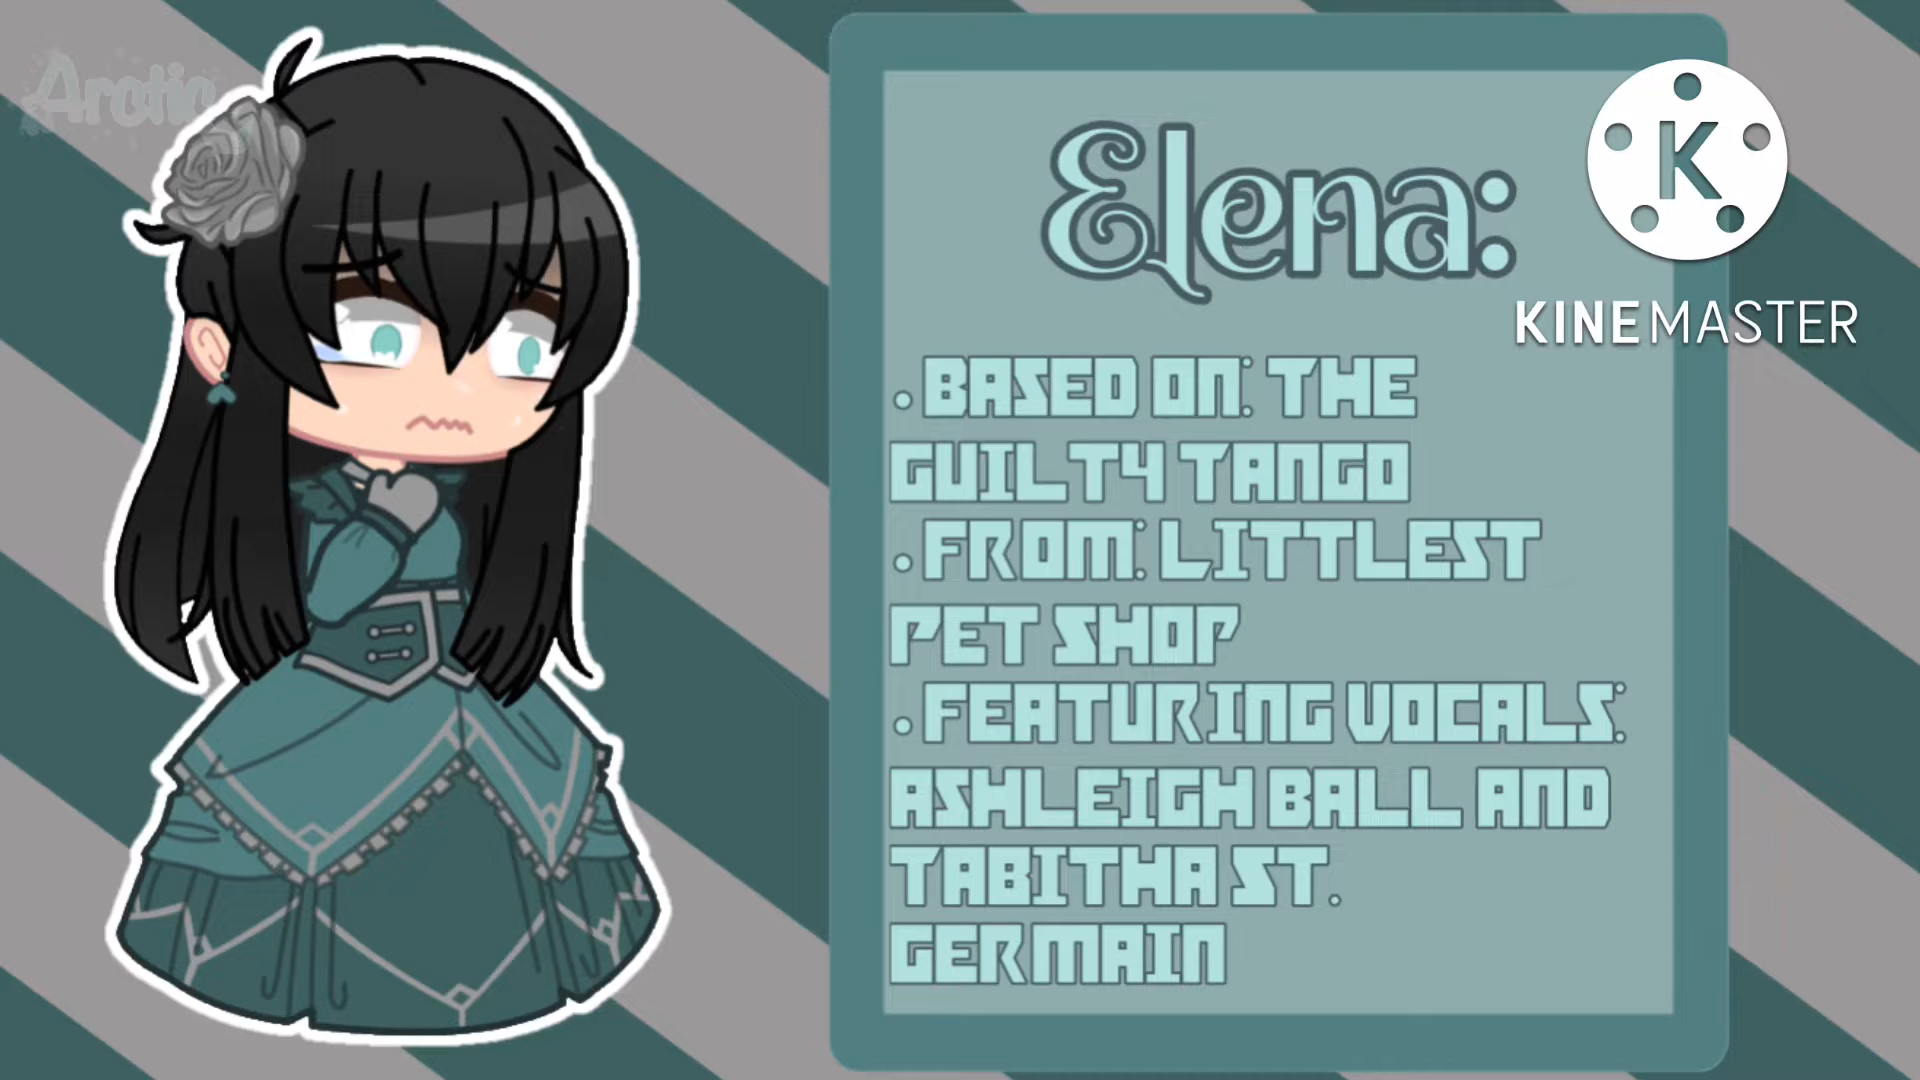 Arctic
Elena:
K
KINEMASTER
• BASED ON: THE
GUILTY TANGO
• FROM: LITTLEST
PET SHOP
• FEATURING VOCALS:
ASHLEIGH BALL AND
TABITHA ST.
GERMAIN